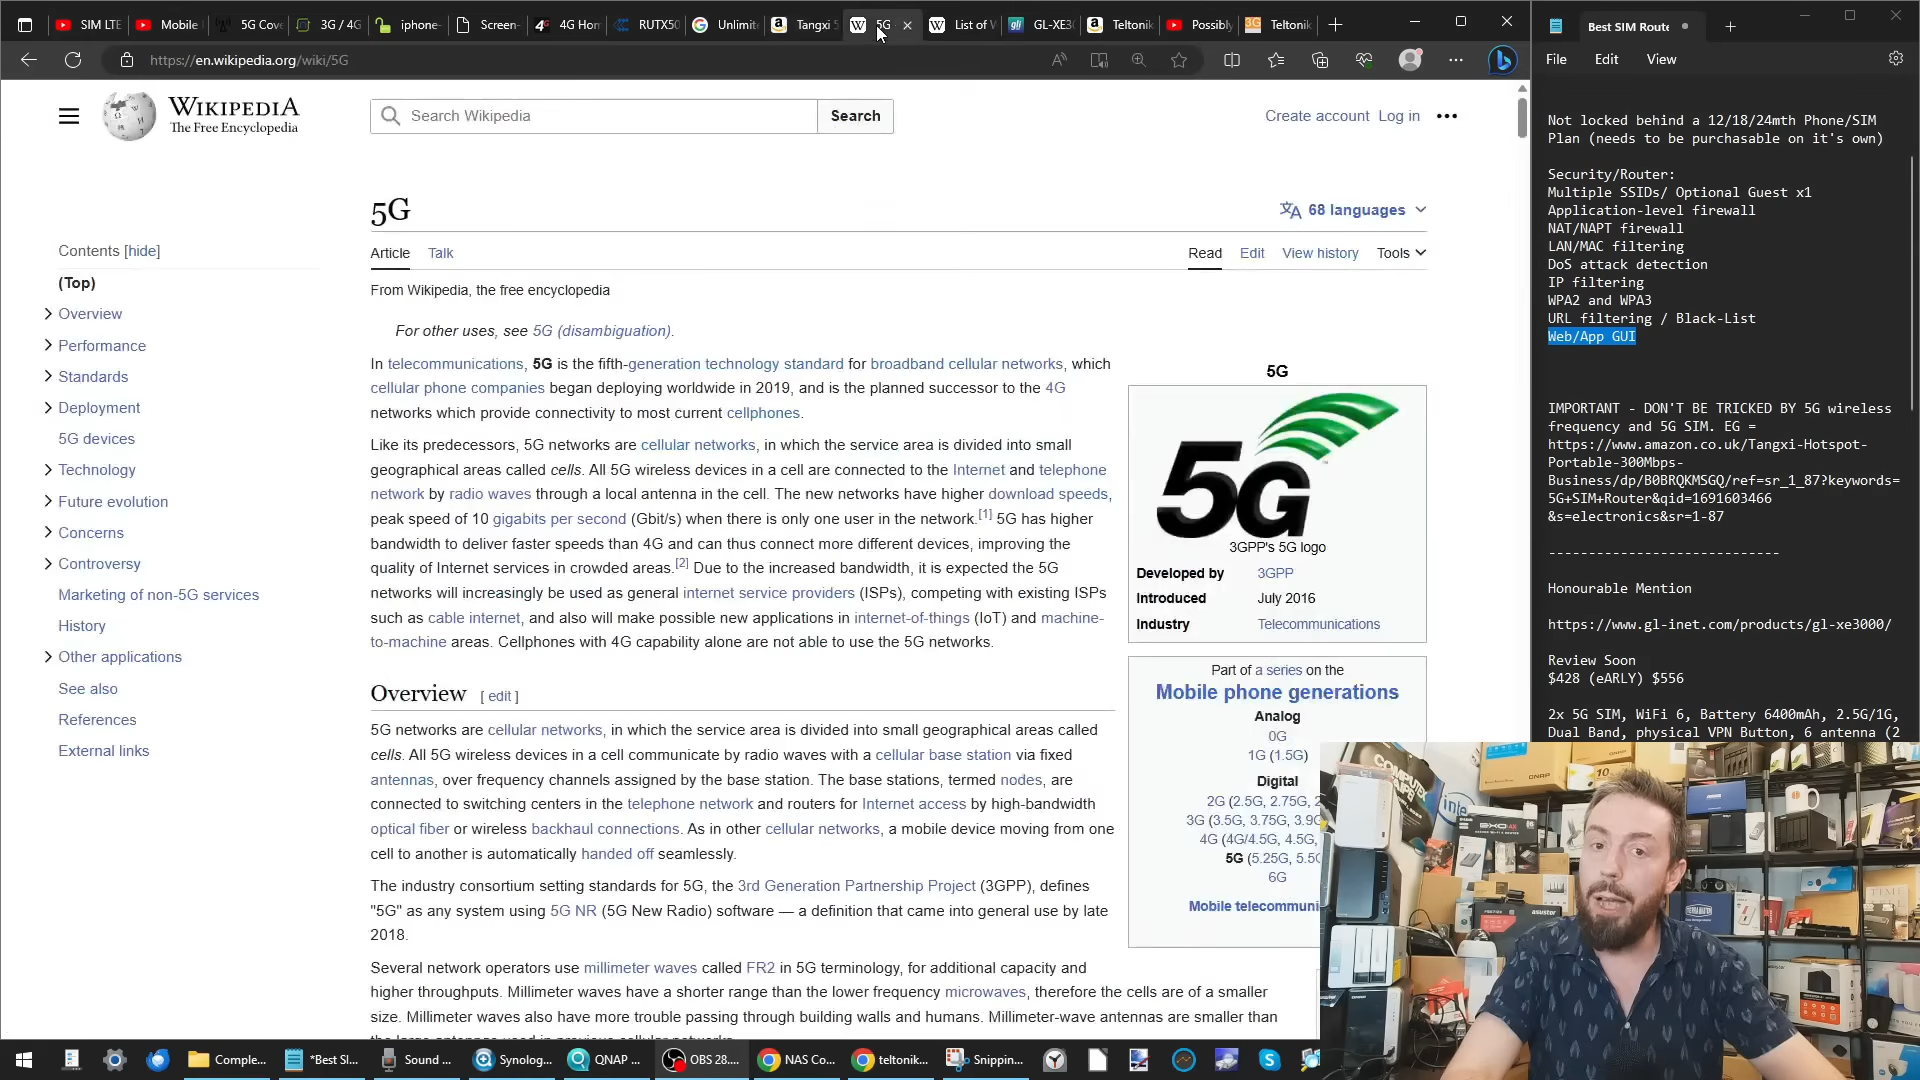 SIM LTE
Mobile
5G Cov
3G / 4G
iphone-
Screen-
4G Hon
RUTX50
Unlimite
Tangxi 5
5G
List of W
GL-XE30
Teltonik
Possibly
Teltonik
https://en.wikipedia.org/wiki/5G
WIKIPEDIA
The Free Encyclopedia
Search Wikipedia
Search
Create account
Log in
5G
68 languages
Article
Talk
Read
Edit
View history
Tools
From Wikipedia, the free encyclopedia
Contents [hide]
(Top)
Overview
Performance
Standards
Deployment
5G devices
Technology
Future evolution
Concerns
Controversy
Marketing of non-5G services
History
Other applications
See also
References
External links
For other uses, see 5G (disambiguation).
In telecommunications, 5G is the fifth-generation technology standard for broadband cellular networks, which
cellular phone companies began deploying worldwide in 2019, and is the planned successor to the 4G
networks which provide connectivity to most current cellphones.
Like its predecessors, 5G networks are cellular networks, in which the service area is divided into small
geographical areas called cells. All 5G wireless devices in a cell are connected to the Internet and telephone
network by radio waves through a local antenna in the cell. The new networks have higher download speeds,
peak speed of 10 gigabits per second (Gbit/s) when there is only one user in the network.[1] 5G has higher
bandwidth to deliver faster speeds than 4G and can thus connect more different devices, improving the
quality of Internet services in crowded areas.[2] Due to the increased bandwidth, it is expected the 5G
networks will increasingly be used as general internet service providers (ISPs), competing with existing ISPs
such as cable internet, and also will make possible new applications in internet-of-things (IoT) and machine-
to-machine areas. Cellphones with 4G capability alone are not able to use the 5G networks.
Overview [ edit ]
5G networks are cellular networks, in which the service area is divided into small geographical areas called
cells. All 5G wireless devices in a cell communicate by radio waves with a cellular base station via fixed
antennas, over frequency channels assigned by the base station. The base stations, termed nodes, are
connected to switching centers in the telephone network and routers for Internet access by high-bandwidth
optical fiber or wireless backhaul connections. As in other cellular networks, a mobile device moving from one
cell to another is automatically handed off seamlessly.
The industry consortium setting standards for 5G, the 3rd Generation Partnership Project (3GPP), defines
"5G" as any system using 5G NR (5G New Radio) software — a definition that came into general use by late
2018.
Several network operators use millimeter waves called FR2 in 5G terminology, for additional capacity and
higher throughputs. Millimeter waves have a shorter range than the lower frequency microwaves, therefore the cells are of a smaller
size. Millimeter waves also have more trouble passing through building walls and humans. Millimeter-wave antennas are smaller than
5G
5G
3GPP's 5G logo
Developed by 3GPP
Introduced July 2016
Industry Telecommunications
Part of a series on the
Mobile phone generations
Analog
0G
1G (1.5G)
Digital
2G (2.5G, 2.75G, 2
3G (3.5G, 3.75G, 3.9G
4G (4G/4.5G, 4.5G,
5G (5.25G, 5.5G
6G
Mobile telecommuni
Best SIM Route
File
Edit
View
Not locked behind a 12/18/24mth Phone/SIM
Plan (needs to be purchasable on it's own)
Security/Router:
Multiple SSIDs/ Optional Guest x1
Application-level firewall
NAT/NAPT firewall
LAN/MAC filtering
DoS attack detection
IP filtering
WPA2 and WPA3
URL filtering / Black-List
Web/App GUI
IMPORTANT - DON'T BE TRICKED BY 5G wireless
frequency and 5G SIM. EG =
https://www.amazon.co.uk/Tangxi-Hotspot-
Portable-300Mbps-
Business/dp/B0BRQKMSGQ/ref=sr_1_87?keywords=
5G+SIM+Router&qid=1691603466
&s=electronics&sr=1-87
-----------------------------
Honourable Mention
https://www.gl-inet.com/products/gl-xe3000/
Review Soon
$428 (eARLY) $556
2x 5G SIM, WiFi 6, Battery 6400mAh, 2.5G/1G,
Dual Band, physical VPN Button, 6 antenna (2
COMPUTEX
intel
Comple...
*Best SI...
Sound ...
Synolog...
QNAP ...
OBS 28....
NAS Co...
teltonik...
Snippin...